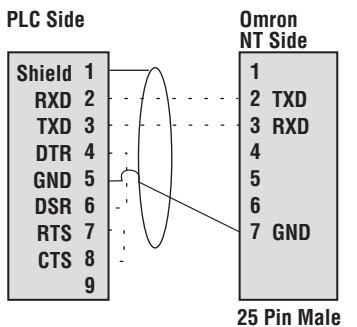 PLC Side
Omron
NT Side
Shield 1
RXD 2
TXD 3
DTR 4
GND 5
DSR 6
RTS 7
CTS 8
9
1
2 TXD
3 RXD
4
5
6
7 GND
25 Pin Male